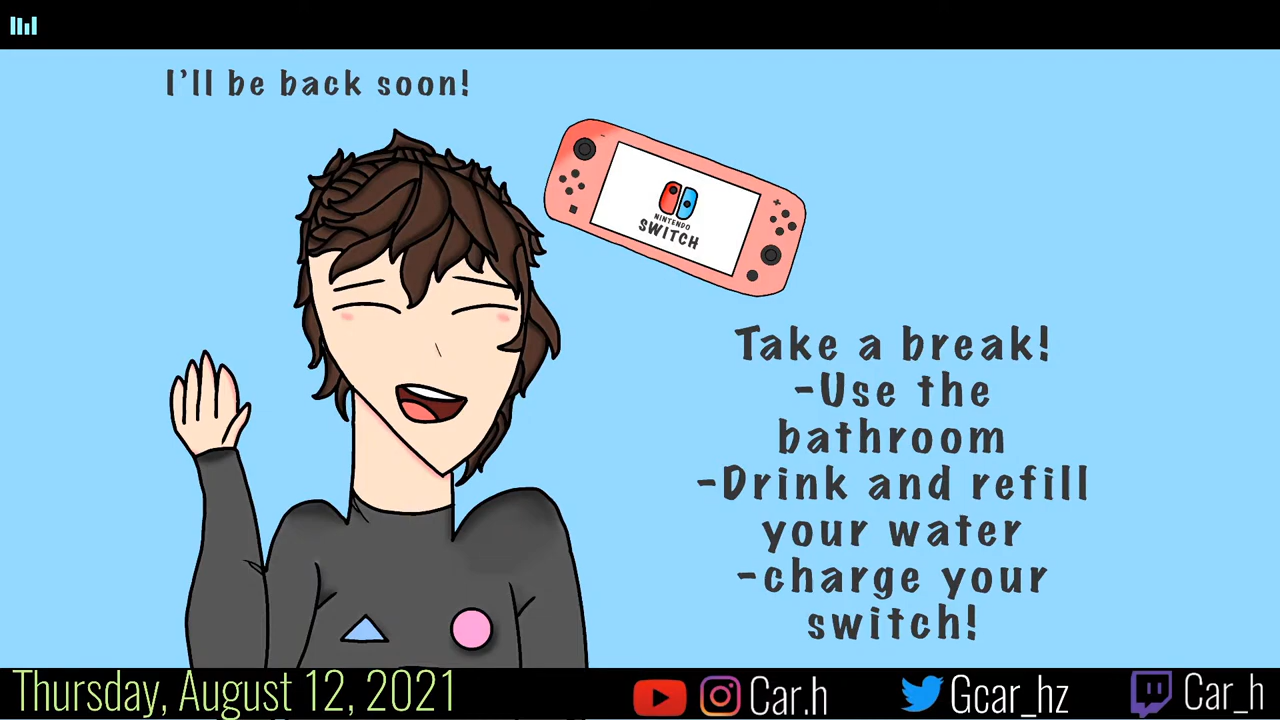 I'll be back soon!
NINTENDO
SWITCH
Take a break!
-Use the
bathroom
-Drink and refill
your water
-charge your
switch!
Thursday, August 12, 2021
Car.h
Gcar_hz
Car_h